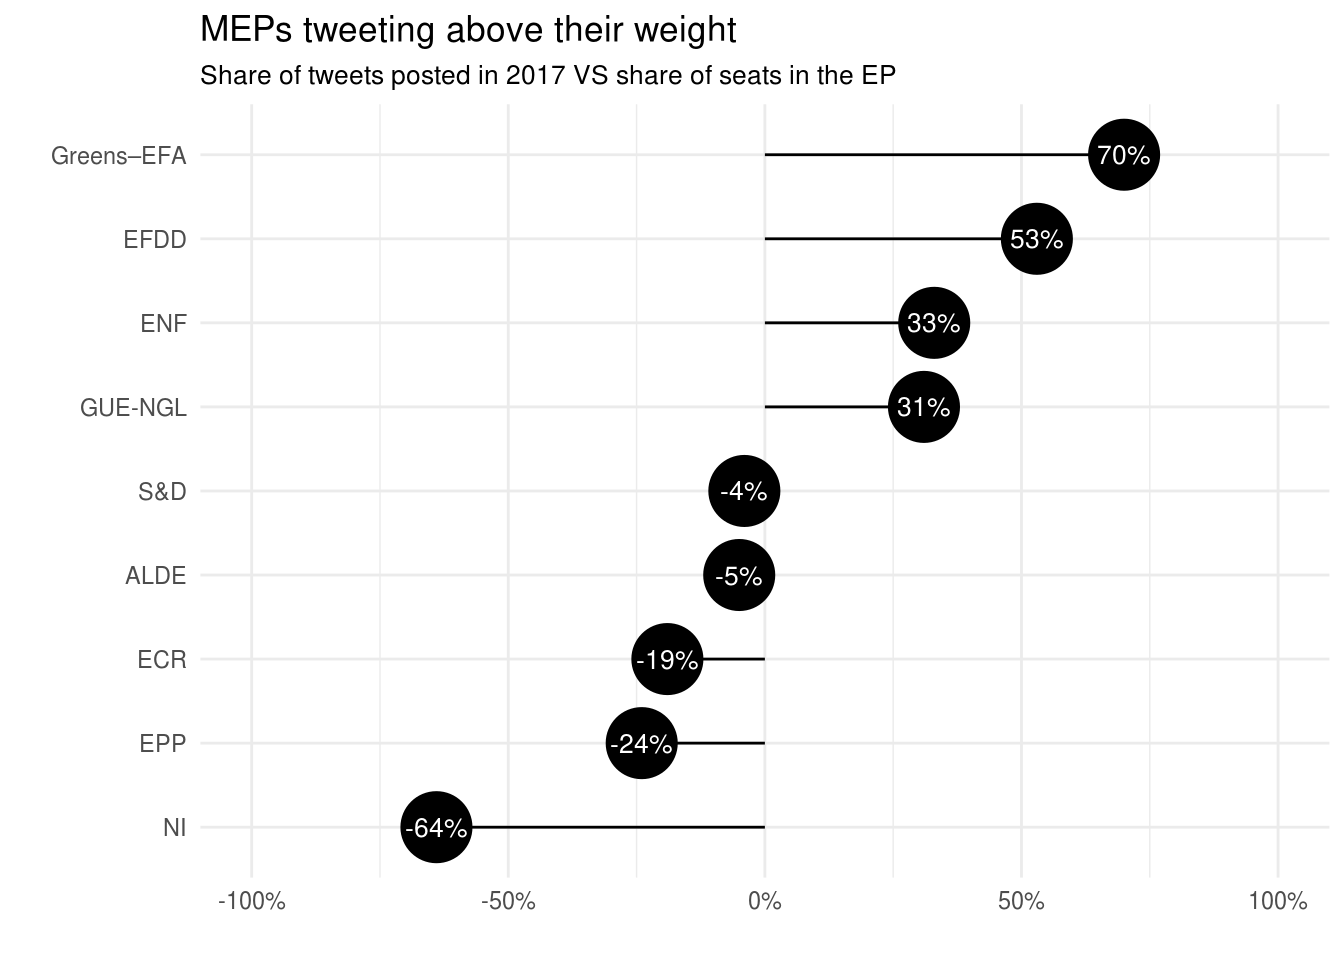 MEPs tweeting above their weight
Share of tweets posted in 2017 VS share of seats in the EP
Greens–EFA 70%
EFDD 53%
ENF 33%
GUE-NGL 31%
S&D -4%
ALDE -5%
ECR -19%
EPP -24%
NI -64%
-100% -50% 0% 50% 100%